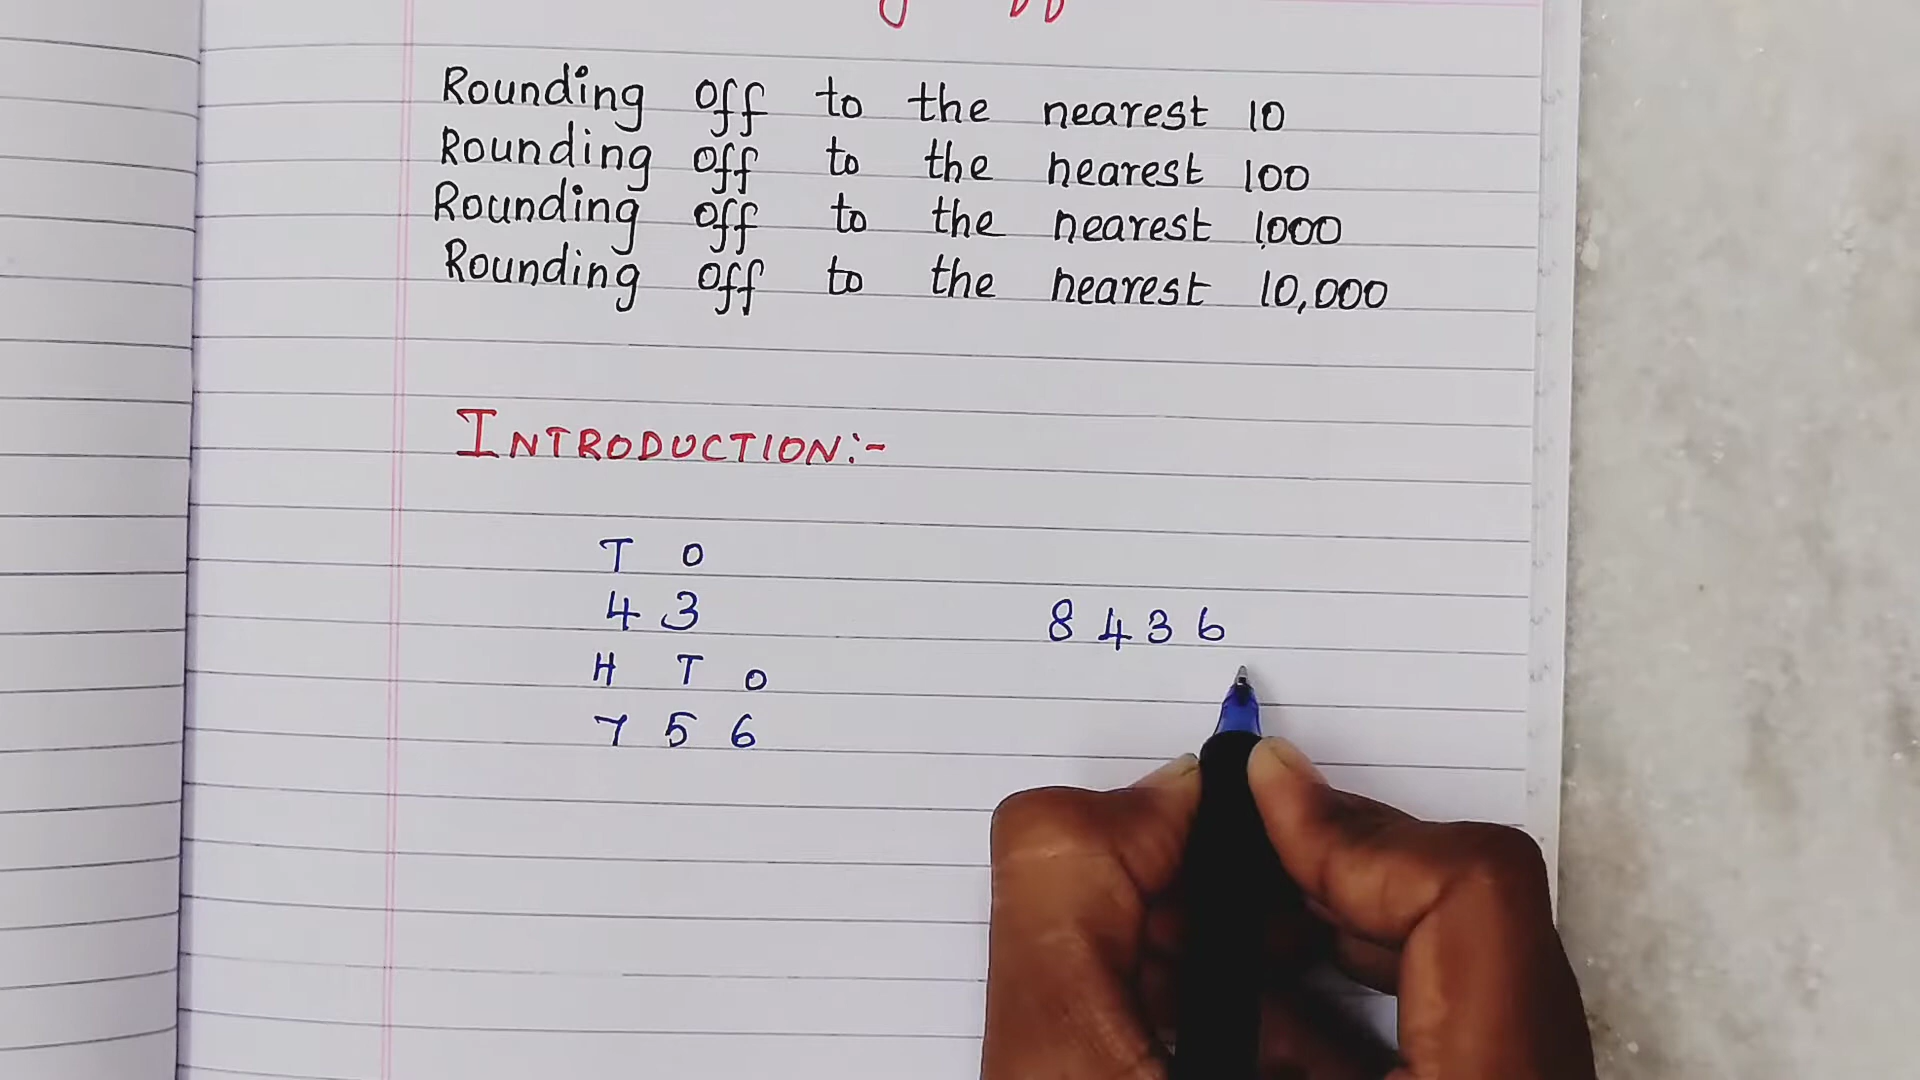 Rounding off to the nearest 10
Rounding off to the nearest 100
Rounding off to the nearest 1,000
Rounding off to the nearest 10,000
INTRODUCTION:-
T O
4 3
8 4 3 6
H T O
7 5 6